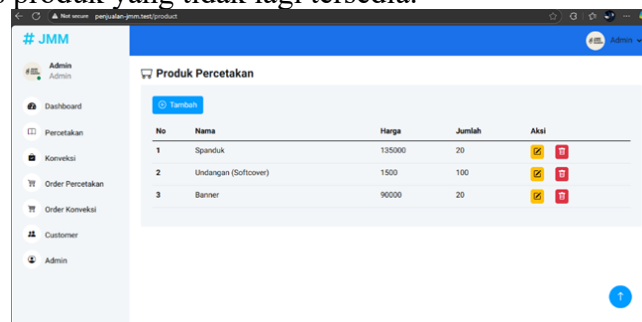 produk yang tidak lagi tersedia.
Not secure penjualan-jmm.test/product
# JMM
Admin
Admin
Admin
Produk Percetakan
Dashboard
Tambah
Percetakan
No Nama Harga Jumlah Aksi
Konveksi
1 Spanduk 135000 20
Order Percetakan
2 Undangan (Softcover) 1500 100
Order Konveksi
3 Banner 90000 20
Customer
Admin